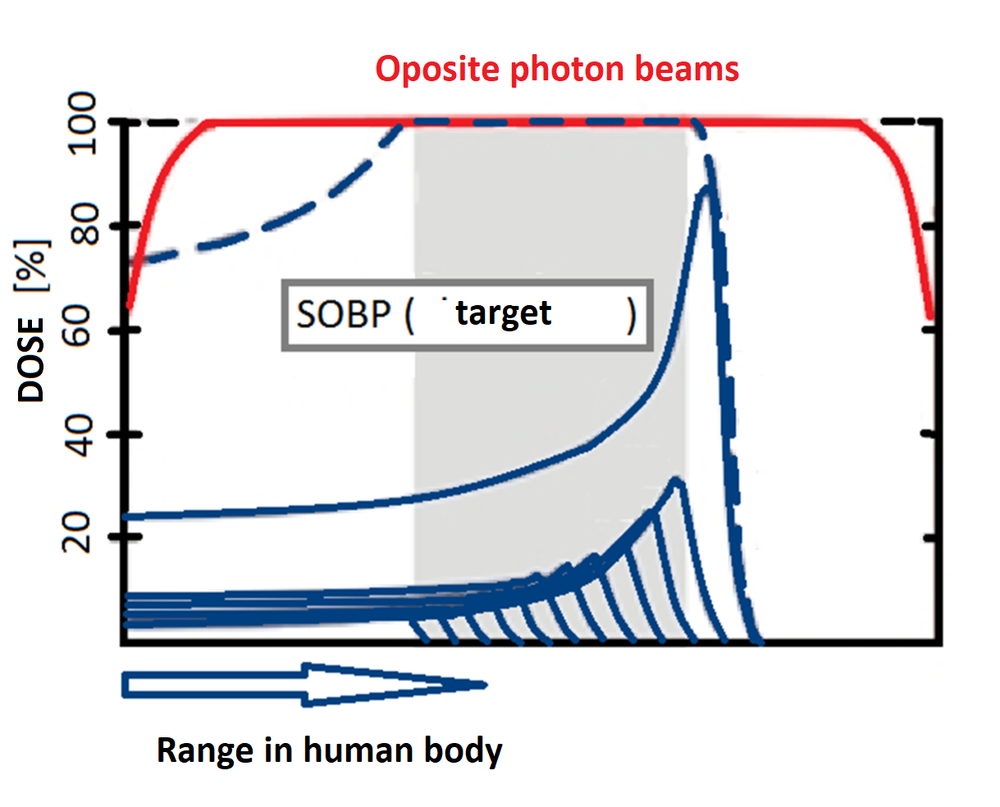 Oposite photon beams
100
80
60
40
20
DOSE [%]
SOBP ( target )
Range in human body